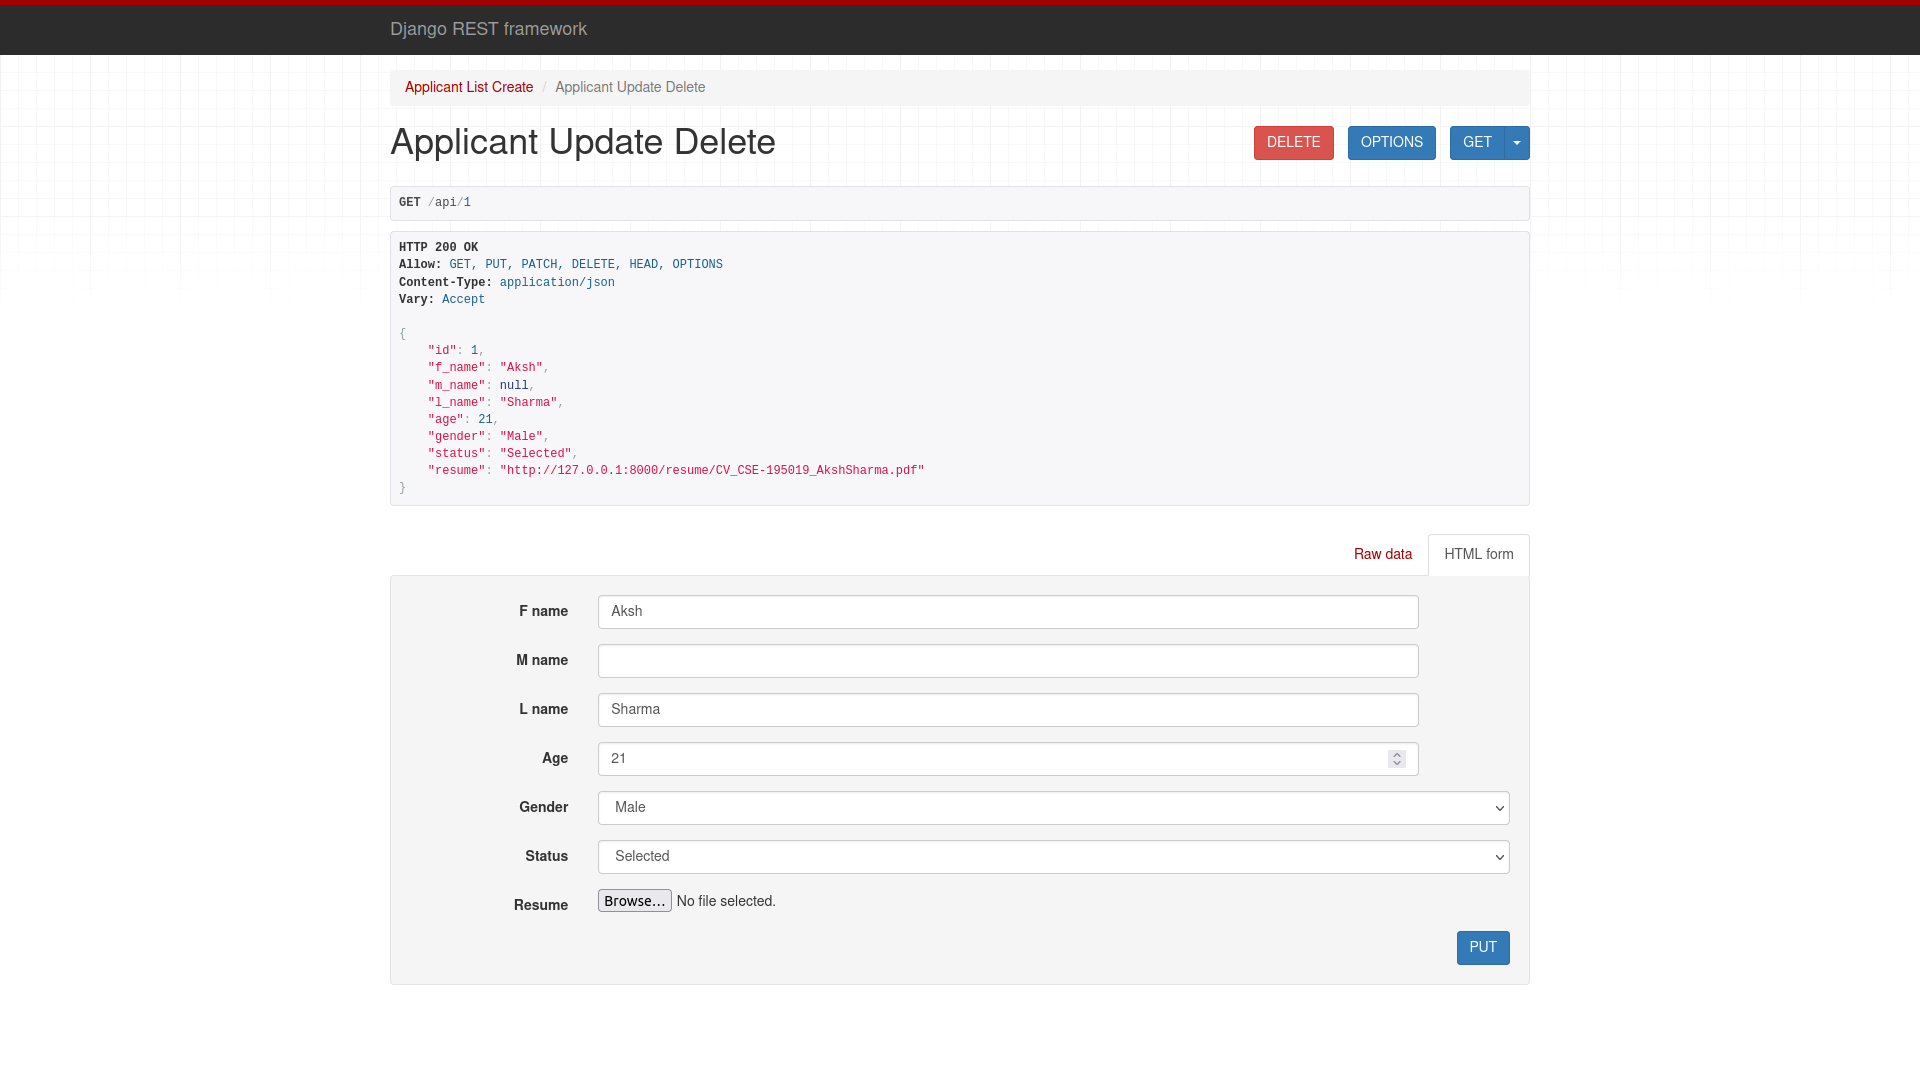 Django REST framework
Applicant List Create / Applicant Update Delete
Applicant Update Delete
DELETE
OPTIONS
GET
GET /api/1
HTTP 200 OK
Allow: GET, PUT, PATCH, DELETE, HEAD, OPTIONS
Content-Type: application/json
Vary: Accept
{
    "id": 1,
    "f_name": "Aksh",
    "m_name": null,
    "l_name": "Sharma",
    "age": 21,
    "gender": "Male",
    "status": "Selected",
    "resume": "http://127.0.0.1:8000/resume/CV_CSE-195019_AkshSharma.pdf"
}
Raw data
HTML form
F name Aksh
M name
L name Sharma
Age 21
Gender Male
Status Selected
Resume Browse... No file selected.
PUT